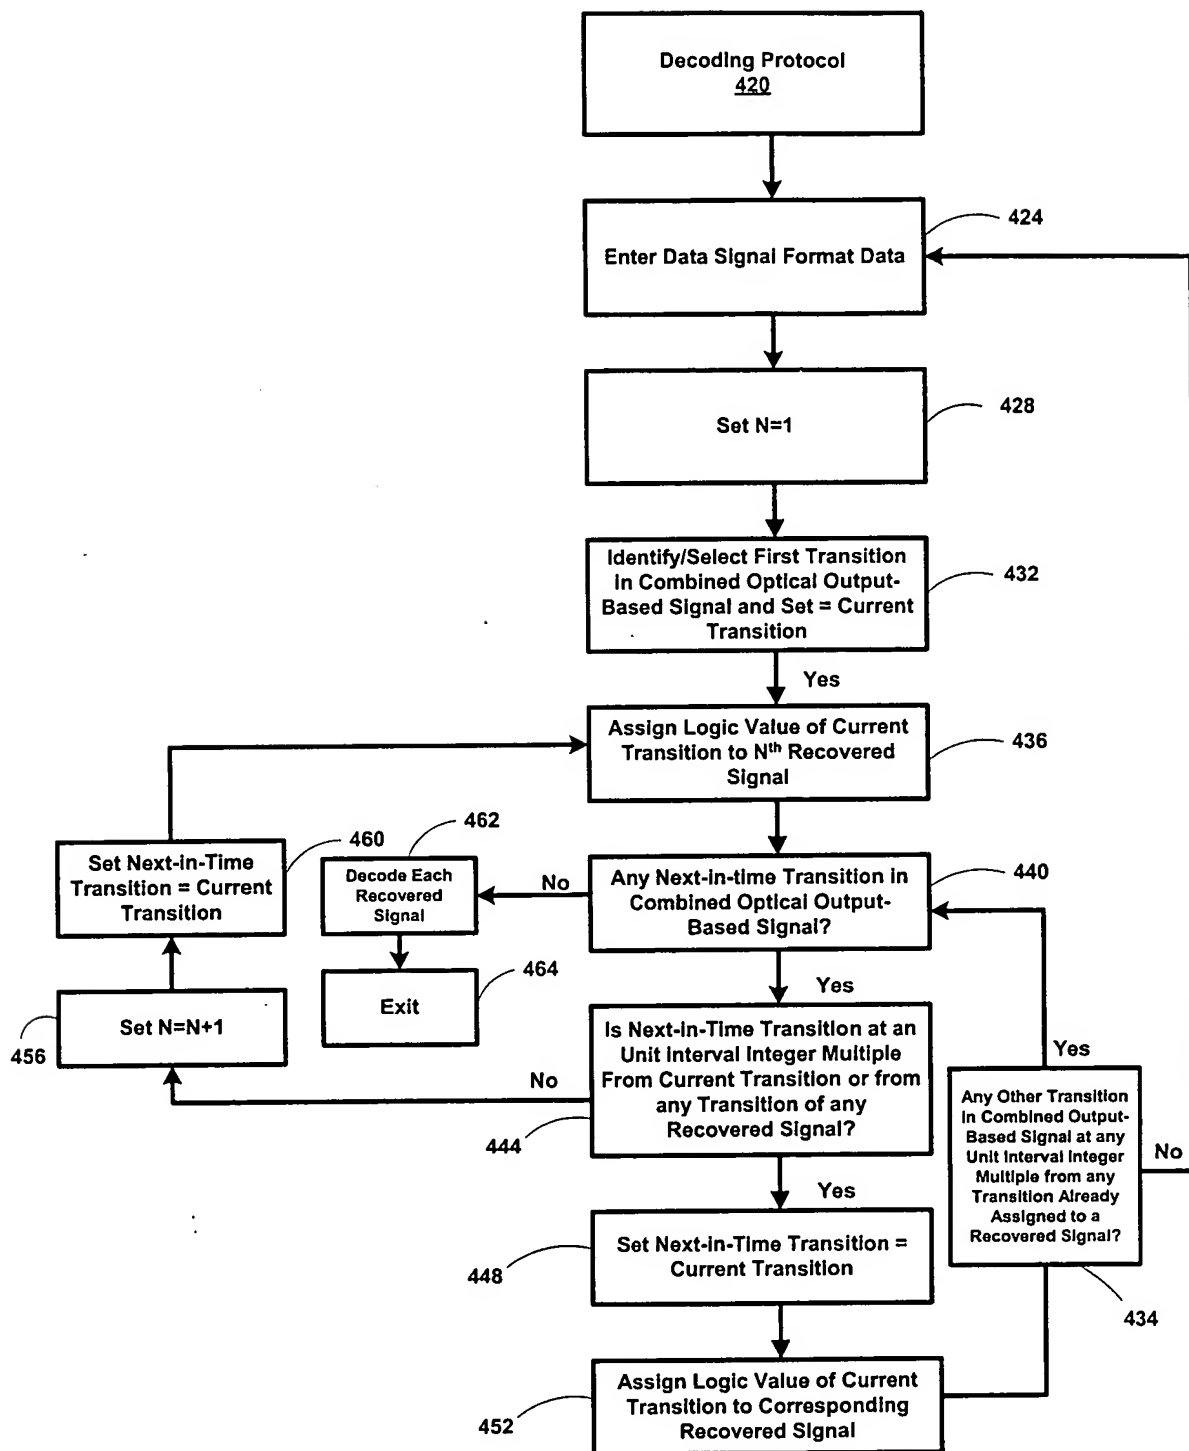 Decoding Protocol
420
424
Enter Data Signal Format Data
428
Set N=1
Identify/Select First Transition
in Combined Optical Output-
Based Signal and Set = Current
Transition
432
Yes
Assign Logic Value of Current
Transition to Nth Recovered
Signal
436
460
Set Next-in-Time
Transition = Current
Transition
462
Decode Each
Recovered
Signal
No
Any Next-in-time Transition in
Combined Optical Output-
Based Signal?
440
464
Exit
Yes
456
Set N=N+1
No
Is Next-in-Time Transition at an
Unit Interval Integer Multiple
From Current Transition or from
any Transition of any
Recovered Signal?
444
Yes
Any Other Transition
in Combined Output-
Based Signal at any
Unit Interval Integer
Multiple from any
Transition Already
Assigned to a
Recovered Signal?
No
434
Yes
Set Next-in-Time Transition =
Current Transition
448
Assign Logic Value of Current
Transition to Corresponding
Recovered Signal
452